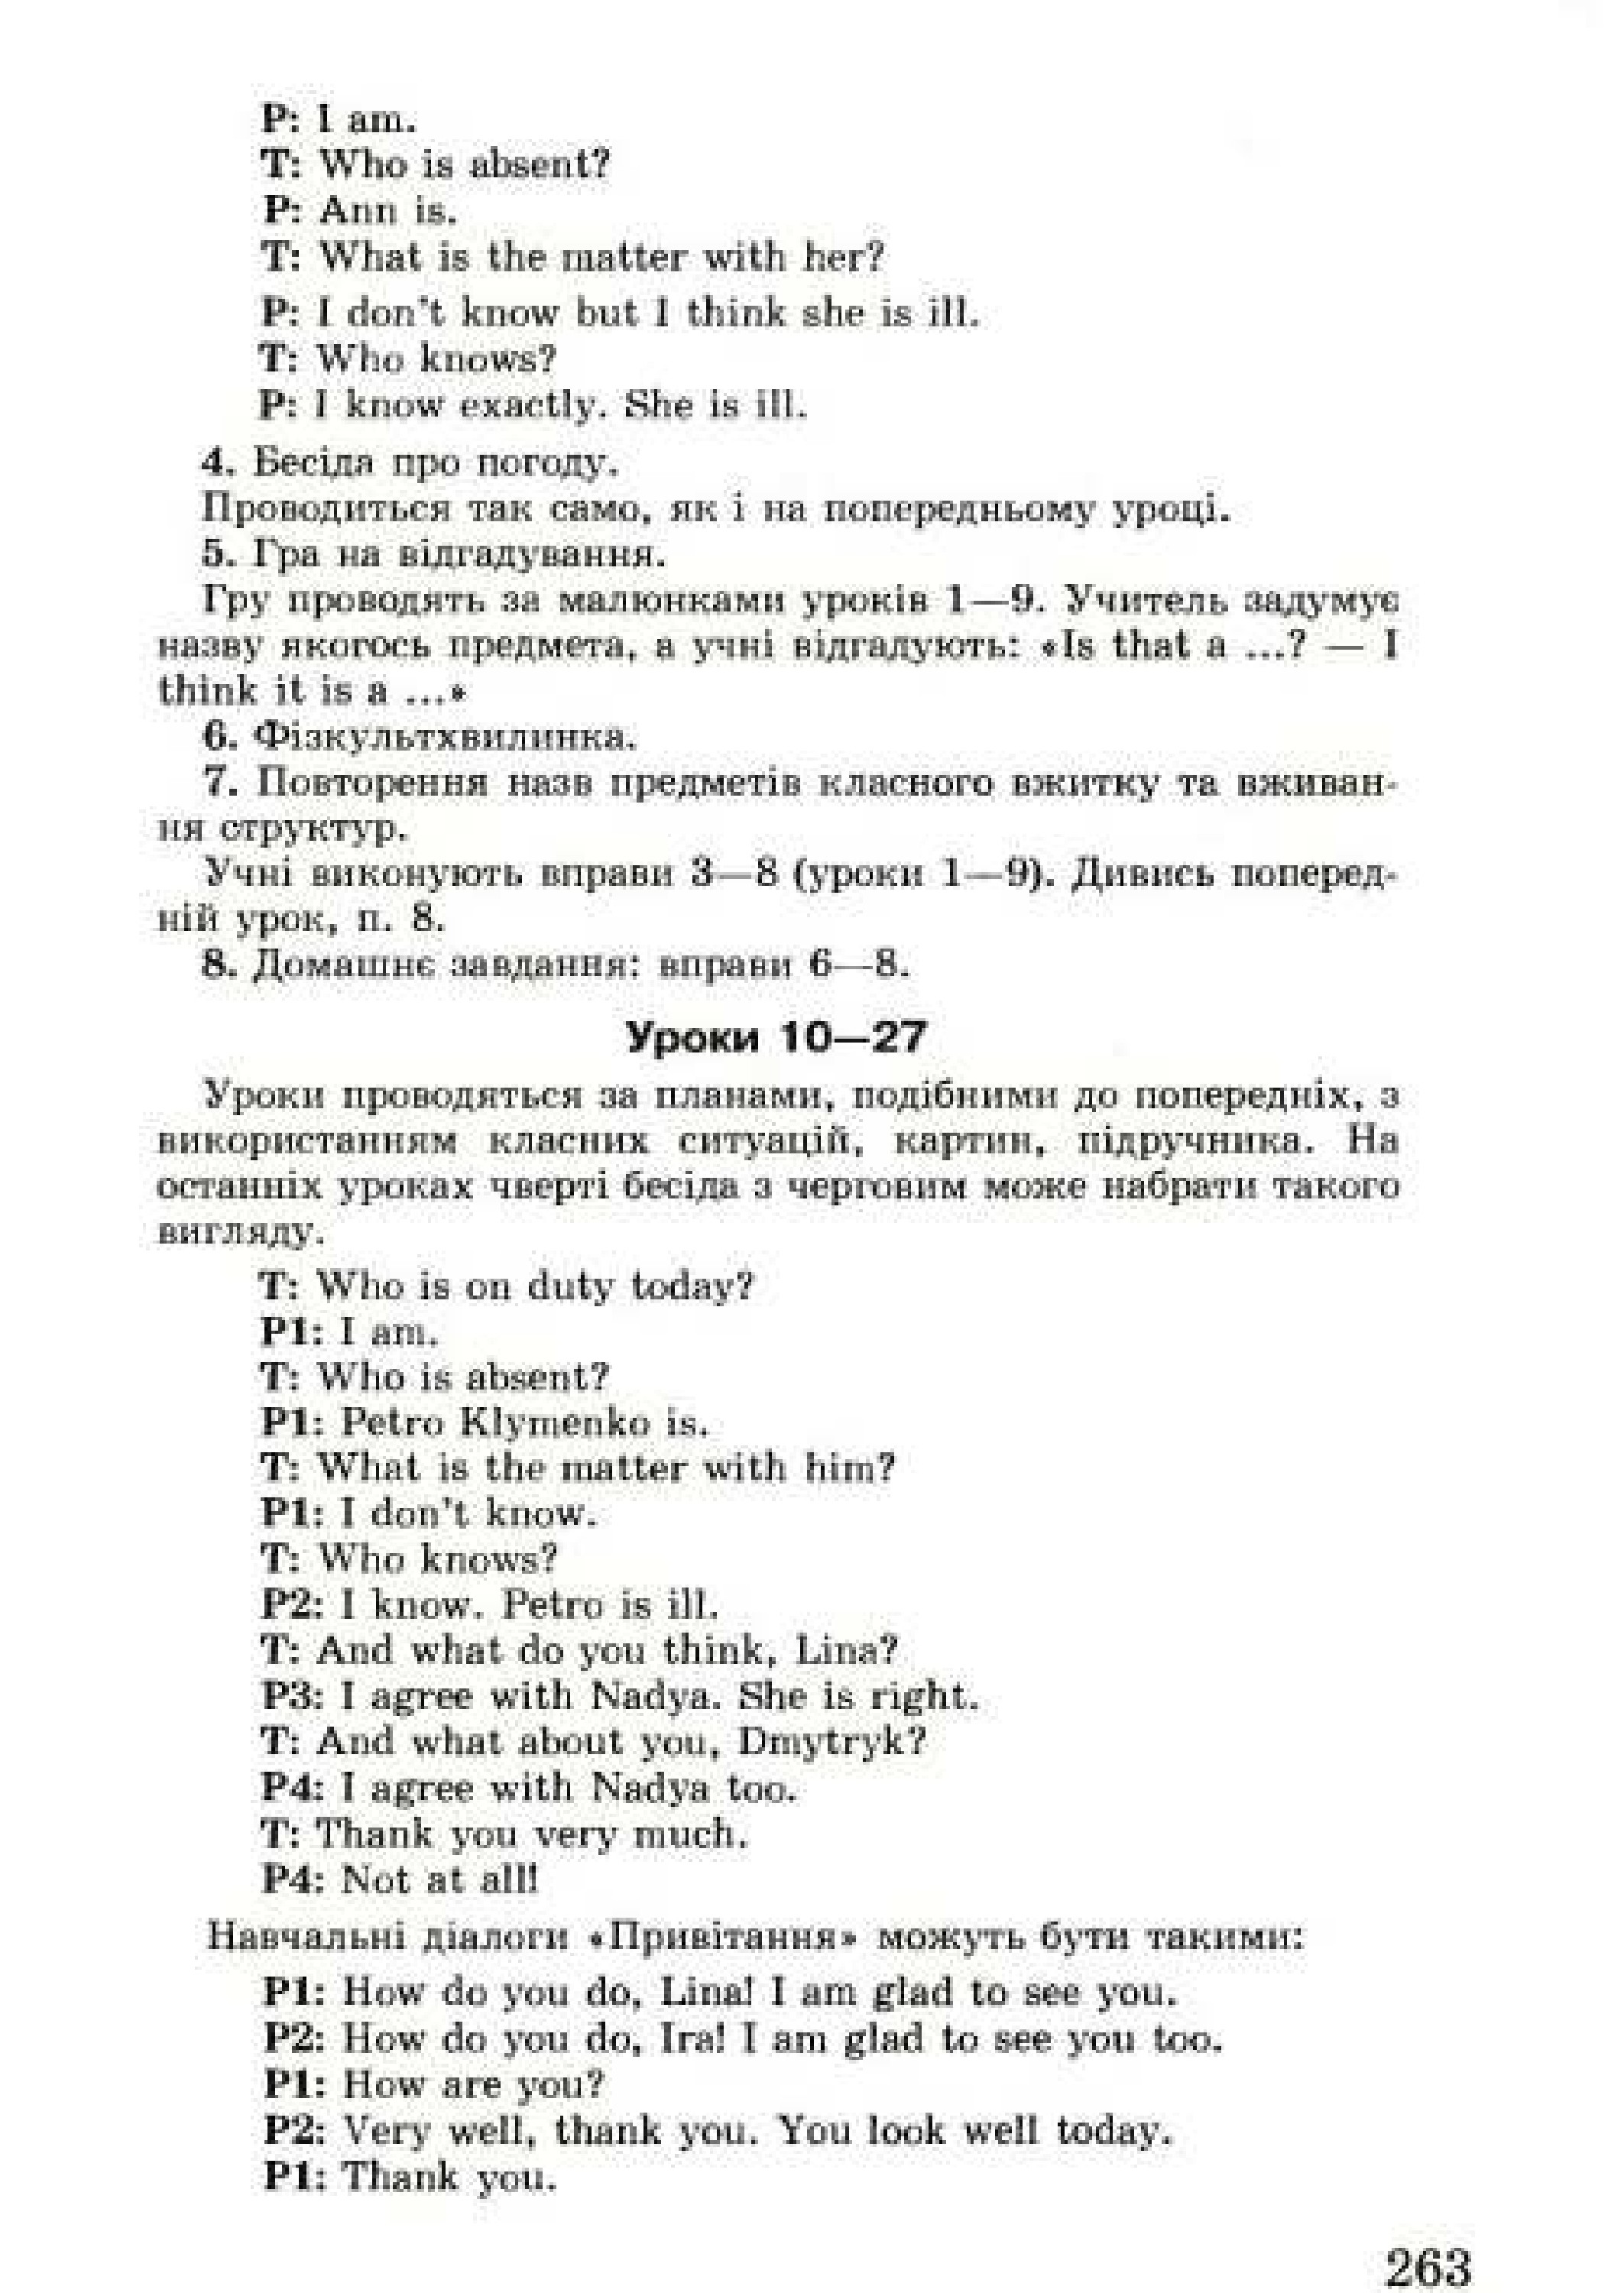 P: I am.
T: Who is absent?
P: Ann is.
T: What is the matter with her?
P: I don't know but I think she is ill.
T: Who knows?
P: I know exactly. She is ill.
4. Бесіда про погоду.
Проводиться так само, як і на попередньому уроці.
5. Гра на відгадування.
Гру проводять за малюнками уроків 1—9. Учитель задумує
назву якогось предмета, а учні відгадують: «Is that a ...? — I
think it is a ...»
6. Фізкультхвилинка.
7. Повторення назв предметів класного вжитку та вживан-
ня структур.
Учні виконують вправи 3—8 (уроки 1—9). Дивись поперед-
ній урок, п. 8.
8. Домашнє завдання: вправи 6—8.
Уроки 10—27
Уроки проводяться за планами, подібними до попередніх, з
використанням класних ситуацій, картин, підручника. На
останніх уроках чверті бесіда з черговим може набрати такого
вигляду.
T: Who is on duty today?
P1: I am.
T: Who is absent?
P1: Petro Klymenko is.
T: What is the matter with him?
P1: I don't know.
T: Who knows?
P2: I know. Petro is ill.
T: And what do you think, Lina?
P3: I agree with Nadya. She is right.
T: And what about you, Dmytryk?
P4: I agree with Nadya too.
T: Thank you very much.
P4: Not at all!
Навчальні діалоги «Привітання» можуть бути такими:
P1: How do you do, Lina! I am glad to see you.
P2: How do you do, Ira! I am glad to see you too.
P1: How are you?
P2: Very well, thank you. You look well today.
P1: Thank you.
263